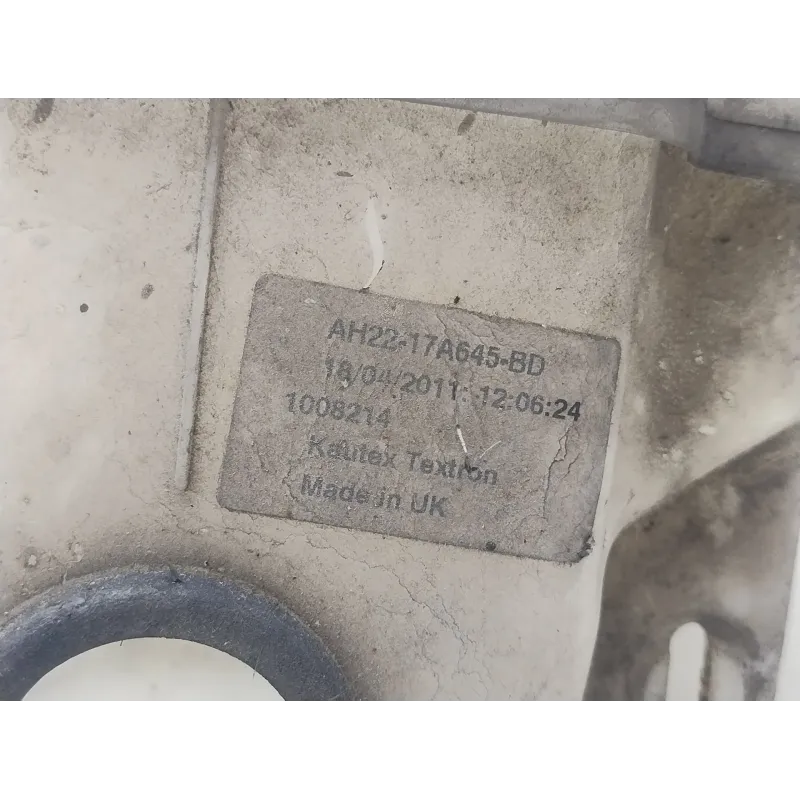 AH22-17A645-BD
18/04/2011: 12:06:24
1008214
Kautex Textron
Made in UK